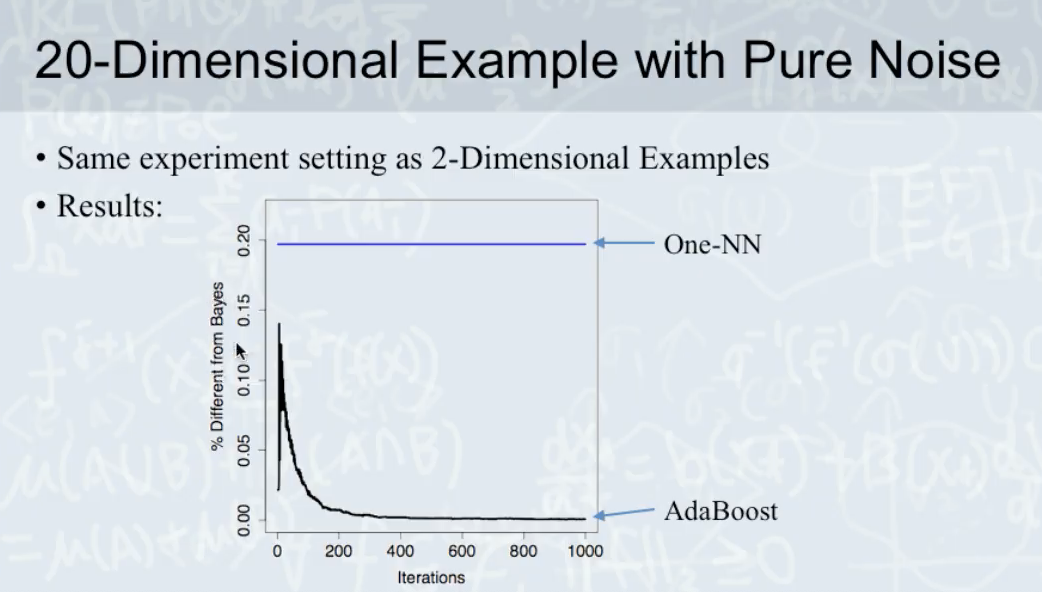 20-Dimensional Example with Pure Noise
• Same experiment setting as 2-Dimensional Examples
• Results:
% Different from Bayes
0.20
0.15
0.10
0.05
0.00
0 200 400 600 800 1000
Iterations
One-NN
AdaBoost